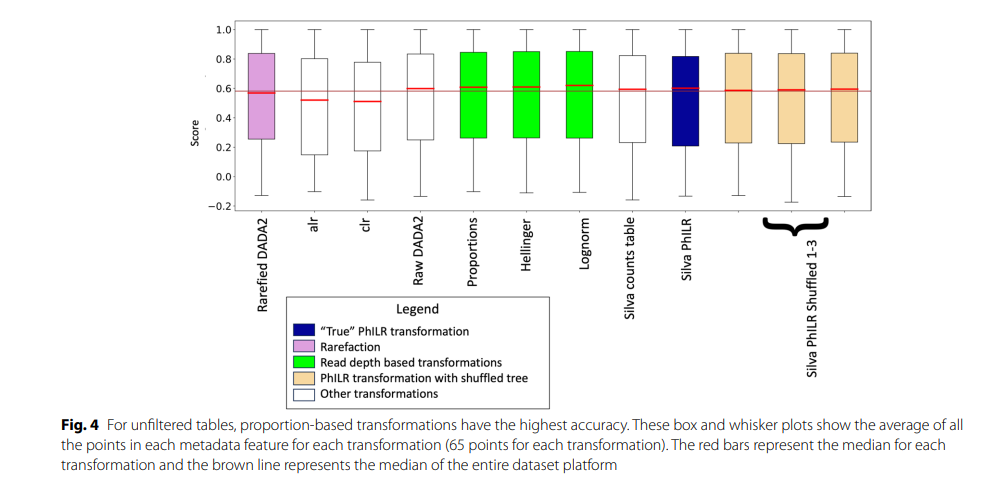 1.0
0.8
0.6
0.4
0.2
0.0
−0.2
Score
Rarefied DADA2
alr
clr
Raw DADA2
Proportions
Hellinger
Lognorm
Silva counts table
Silva PhILR
Silva PhILR Shuffled 1-3
Legend
“True” PhILR transformation
Rarefaction
Read depth based transformations
PhILR transformation with shuffled tree
Other transformations
Fig. 4 For unfiltered tables, proportion-based transformations have the highest accuracy. These box and whisker plots show the average of all
the points in each metadata feature for each transformation (65 points for each transformation). The red bars represent the median for each
transformation and the brown line represents the median of the entire dataset platform